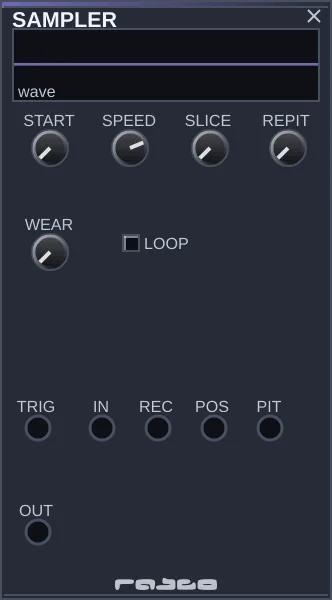 SAMPLER
wave
START SPEED SLICE REPIT
WEAR
LOOP
TRIG IN REC POS PIT
OUT